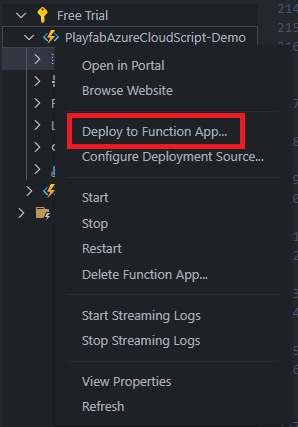 Free Trial
PlayfabAzureCloudScript-Demo
Open in Portal
Browse Website
Deploy to Function App...
Configure Deployment Source...
Start
Stop
Restart
Delete Function App...
Start Streaming Logs
Stop Streaming Logs
View Properties
Refresh